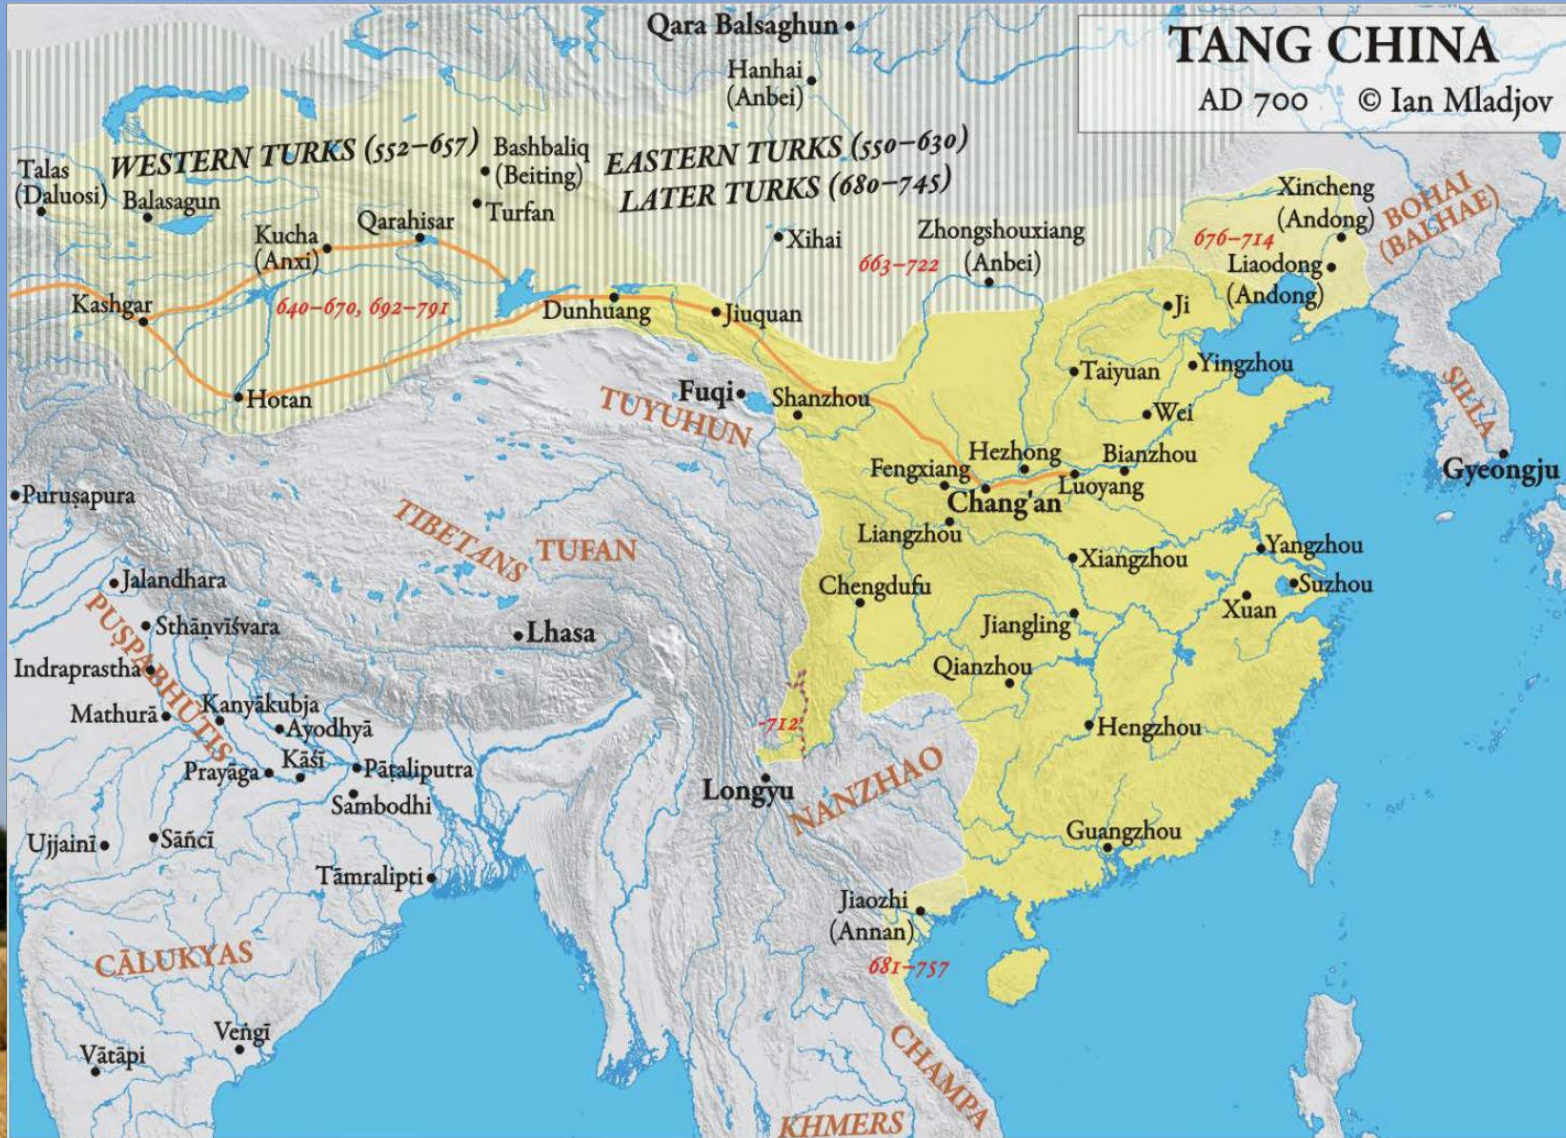 TANG CHINA
AD 700 © Ian Mladjov
Qara Balsaghun
Hanhai
(Anbei)
WESTERN TURKS (552–657)
Bashbaliq
(Beiting)
EASTERN TURKS (550–630)
LATER TURKS (680–745)
Talas
(Daluosi)
Balasagun
Turfan
Qarahisar
Kucha
(Anxi)
Xihai
Zhongshouxiang
(Anbei)
663–722
676–714
Xincheng
(Andong)
Liaodong
(Andong)
BOHAI
(BALHAE)
Kashgar
640–670, 692–791
Dunhuang
Jiuquan
Ji
Hotan
Fuqi
TUYUHUN
Shanzhou
Taiyuan
Yingzhou
Wei
SILLA
Gyeongju
Hezhong
Bianzhou
Fengxiang
Chang'an
Luoyang
Puruṣapura
TIBETANS
TUFAN
Liangzhou
Xiangzhou
Yangzhou
Suzhou
Xuan
Jalandhara
Chengdufu
Jiangling
PUṢPABHŪTIS
Sthāṇvīśvara
Lhasa
Indraprastha
Qianzhou
Mathurā
Kanyākubja
Ayodhyā
-712
Hengzhou
Prayāga
Kāśī
Pāṭaliputra
Sambodhi
Longyu
NANZHAO
Ujjainī
Sāñcī
Guangzhou
Tāmralipti
Jiaozhi
(Annan)
681–757
CĀLUKYAS
Veṅgī
Vātāpi
CHAMPA
KHMERS